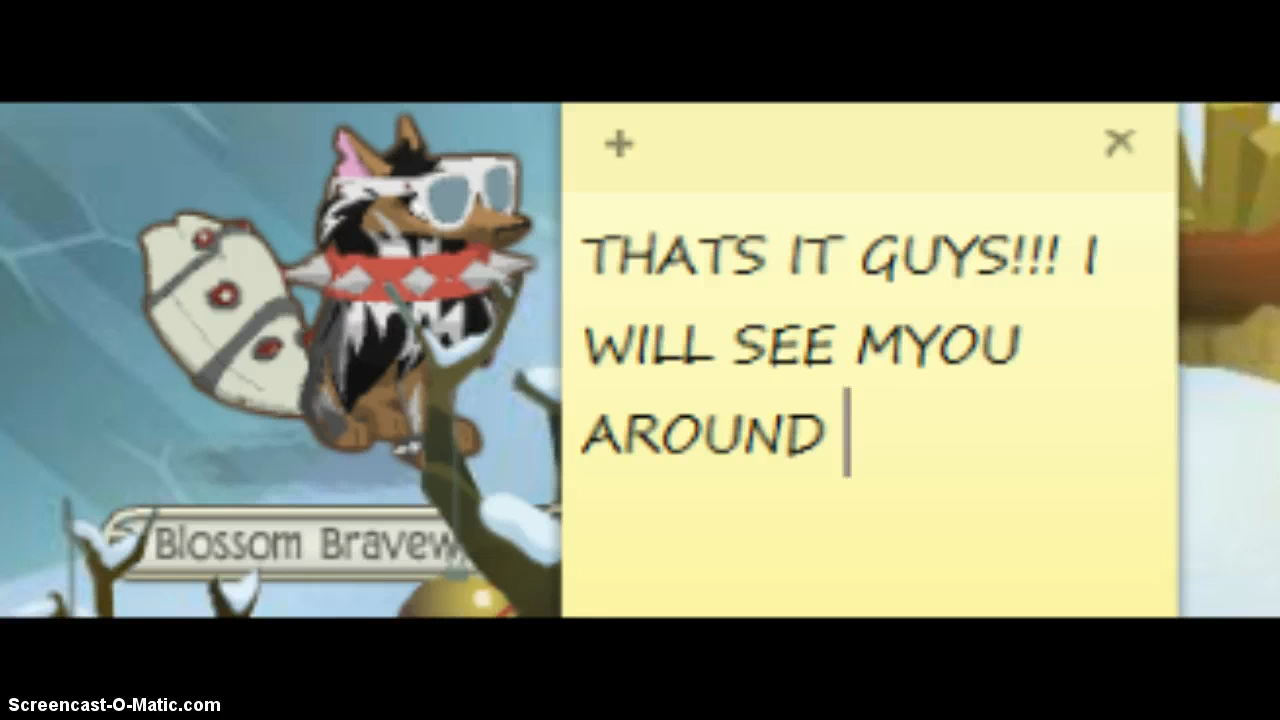 THATS IT GUYS!!! I
WILL SEE MYOU
AROUND
Blossom Bravew
Screencast-O-Matic.com